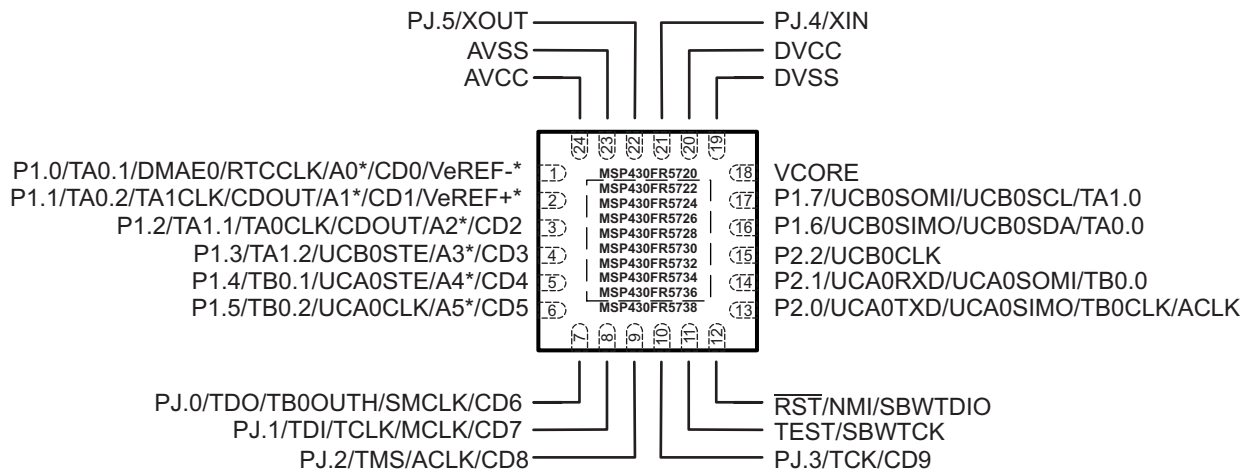 PJ.5/XOUT
PJ.4/XIN
AVSS
DVCC
AVCC
DVSS
24 23 22 21 20 19
P1.0/TA0.1/DMAE0/RTCCLK/A0*/CD0/VeREF-*
1
MSP430FR5720
18
VCORE
P1.1/TA0.2/TA1CLK/CDOUT/A1*/CD1/VeREF+*
2
MSP430FR5722
MSP430FR5724
17
P1.7/UCB0SOMI/UCB0SCL/TA1.0
P1.2/TA1.1/TA0CLK/CDOUT/A2*/CD2
3
MSP430FR5726
MSP430FR5728
16
P1.6/UCB0SIMO/UCB0SDA/TA0.0
P1.3/TA1.2/UCB0STE/A3*/CD3
4
MSP430FR5730
MSP430FR5732
15
P2.2/UCB0CLK
P1.4/TB0.1/UCA0STE/A4*/CD4
5
MSP430FR5734
MSP430FR5736
14
P2.1/UCA0RXD/UCA0SOMI/TB0.0
P1.5/TB0.2/UCA0CLK/A5*/CD5
6
MSP430FR5738
13
P2.0/UCA0TXD/UCA0SIMO/TB0CLK/ACLK
7 8 9 10 11 12
PJ.0/TDO/TB0OUTH/SMCLK/CD6
RST/NMI/SBWTDIO
PJ.1/TDI/TCLK/MCLK/CD7
TEST/SBWTCK
PJ.2/TMS/ACLK/CD8
PJ.3/TCK/CD9